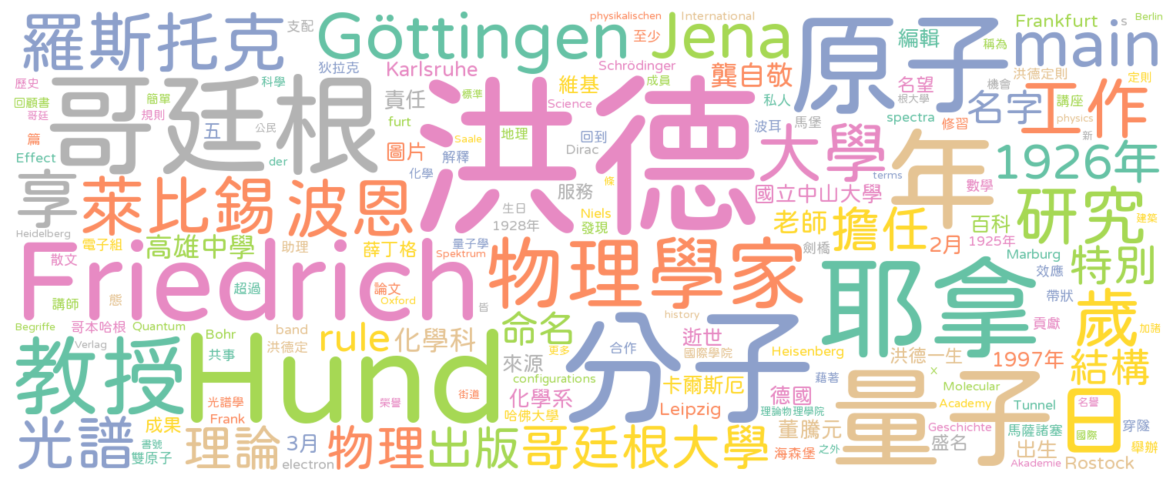 羅斯托克
支配
Göttingen
physikalischen
至少
International
Jena
原子
編輯
Frankfurt
s
Berlin
main
歷史
科學
狄拉克
Karlsruhe
Schrödinger
成員
維基
龔自敬
名望
洪德定則
機會
定則
回顧書
簡單
哥廷
規則
哥廷根
責任
標準
Science
私人
根大學
名字
講座
工作
篇
五
公民
furt
Saale
地理
回到
波耳
馬堡
spectra
修習
physics
新
Effect
der
圖片
解釋
Dirac
洪德
大學
年
1926年
享
萊比錫
波恩
化學
條
服務
國立中山大學
terms
數學
Heidelberg
生日
1928年
Niels
發現
老師
擔任
百科
研究
建築
電子組
高雄中學
助理
薛丁格
量子學
Spektrum
劍橋
2月
1925年
Marburg
特別
散文
Friedrich
物理學家
耶拿
效應
講師
態
超過
論文
Oxford
皆
帶狀
歲
Begriffe
哥本哈根
Quantum
Bohr
band
rule
化學科
命名
history
分子
逝世
貢獻
加勝
Verlag
共事
洪德定
來源
更多
合作
國際學院
Heisenberg
洪德一生
1997年
結構
教授
Hund
configurations
藉著
卡爾斯厄
x
Molecular
光譜學
榮譽
街道
化學系
理論物理學院
德國
量子
Academy
Tunnel
名譽
日
Frank
成果
Leipzig
哈佛大學
董騰元
Geschichte
馬薩諸塞
穿隧
國際
光譜
書號
雙原子
理論
3月
electron
物理
出版
哥廷根大學
海森堡
之外
盛名
出生
Akademie
Rostock
舉辦